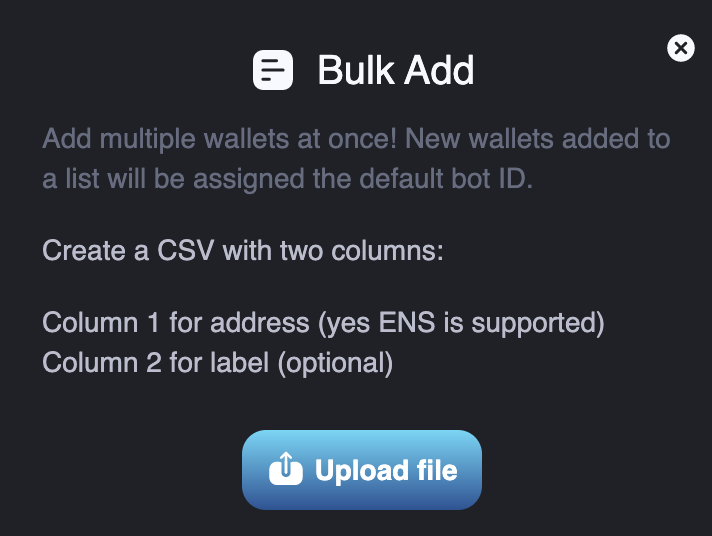 Bulk Add
Add multiple wallets at once! New wallets added to
a list will be assigned the default bot ID.
Create a CSV with two columns:
Column 1 for address (yes ENS is supported)
Column 2 for label (optional)
Upload file